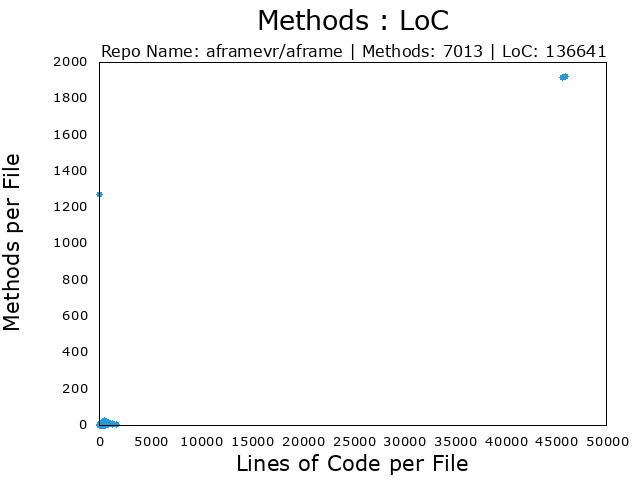 Methods : LoC
Repo Name: aframevr/aframe | Methods: 7013 | LoC: 136641
Methods per File
2000
1800
1600
1400
1200
1000
800
600
400
200
0
0 5000 10000 15000 20000 25000 30000 35000 40000 45000 50000
Lines of Code per File